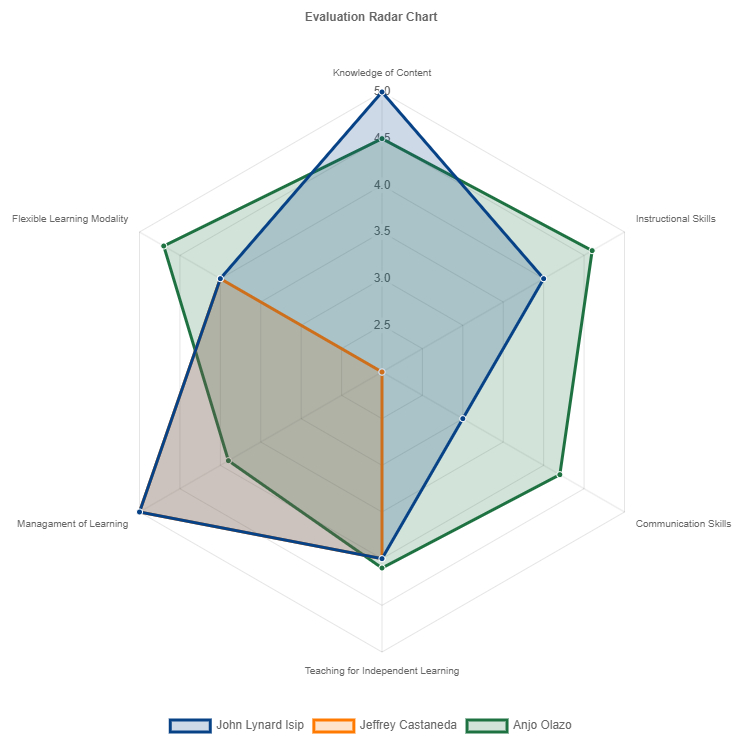 Evaluation Radar Chart
Knowledge of Content
5.0
4.5
4.0
3.5
3.0
2.5
Flexible Learning Modality
Instructional Skills
Managament of Learning
Communication Skills
Teaching for Independent Learning
John Lynard Isip Jeffrey Castaneda Anjo Olazo